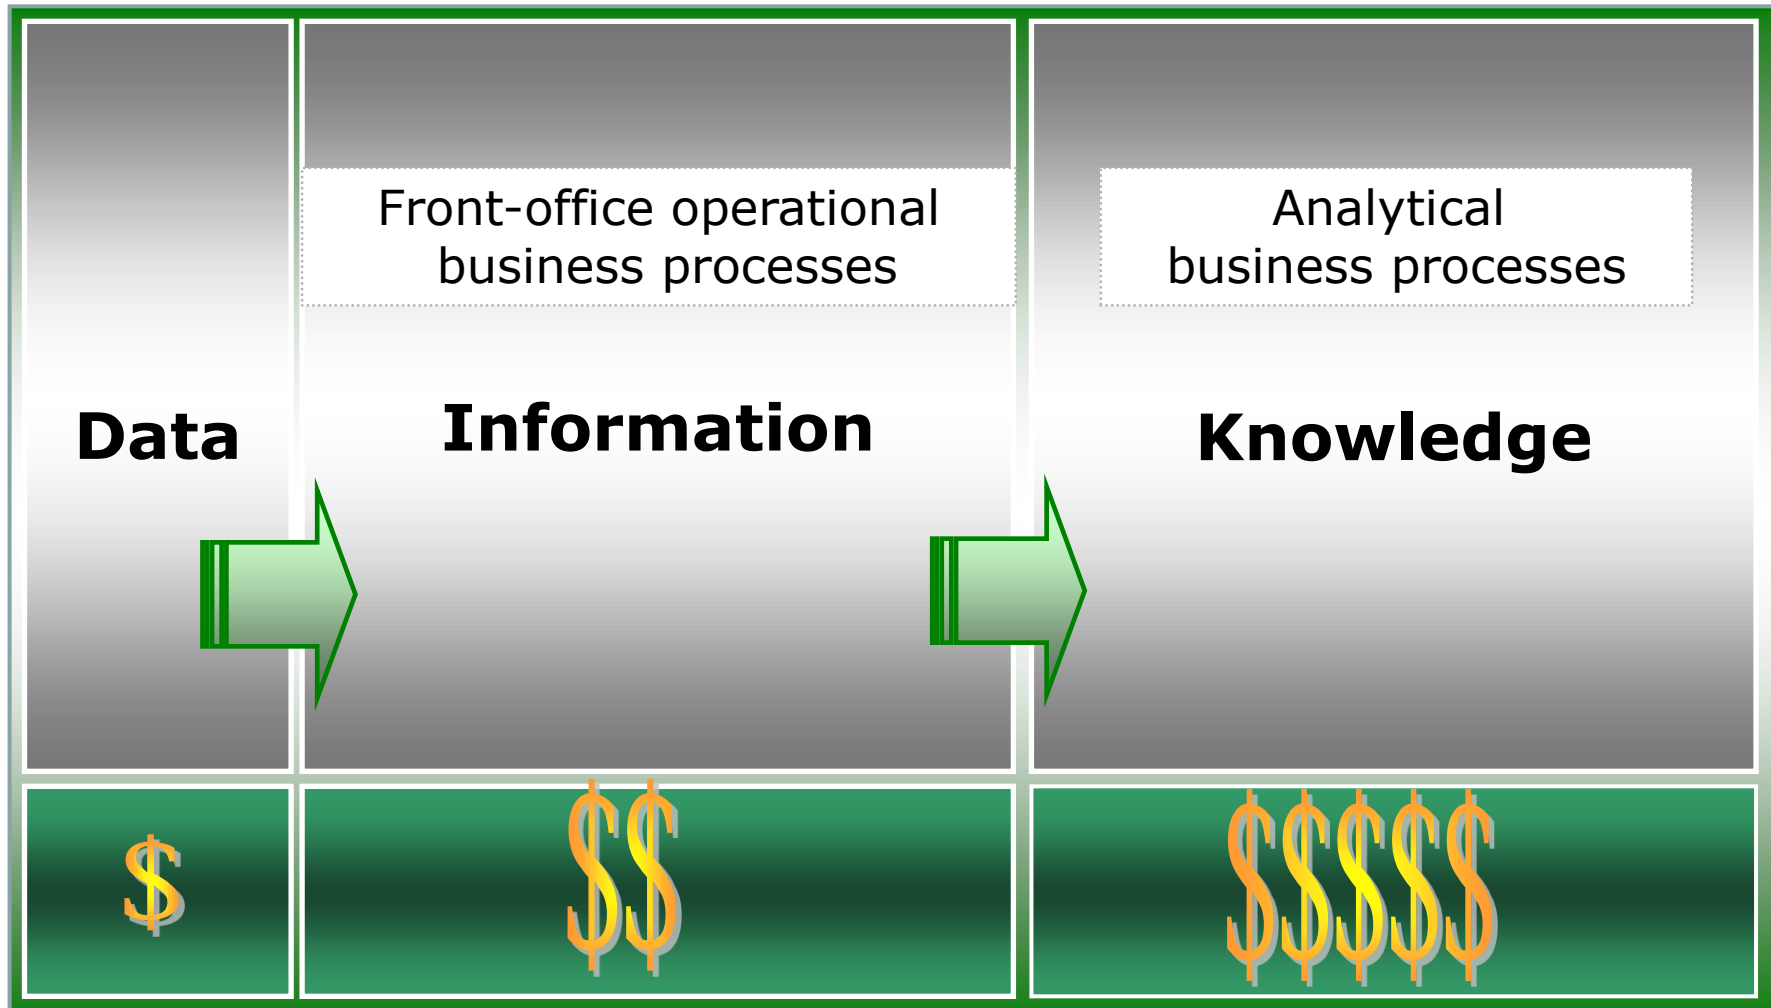 Front-office operational
business processes
Analytical
business processes
Data
Information
Knowledge
$
$$
$$$$$